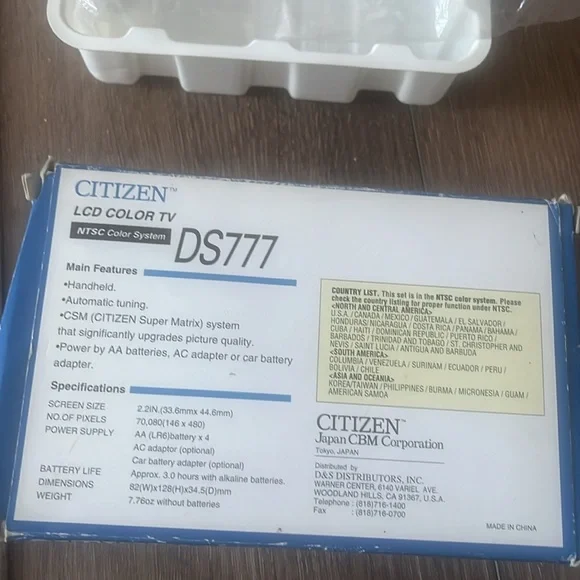 CITIZEN™
LCD COLOR TV
NTSC Color System
DS777
Main Features
•Handheld.
•Automatic tuning.
•CSM (CITIZEN Super Matrix) system
that significantly upgrades picture quality.
•Power by AA batteries, AC adaptor or car battery
adapter.
Specifications
SCREEN SIZE 2.2IN.(33.6mm x 44.6mm)
NO.OF PIXELS 70,080(146 x 480)
POWER SUPPLY AA (LR6)battery x 4
AC adaptor (optional)
Car battery adapter (optional)
BATTERY LIFE Approx. 3.0 hours with alkaline batteries.
DIMENSIONS 82(W)x128(H)x34.5(D)mm
WEIGHT 7.76oz without batteries
COUNTRY LIST. This set is in the NTSC color system. Please
check the country listing for proper function under NTSC.
<NORTH AND CENTRAL AMERICA>
U.S.A. / CANADA / MEXICO / GUATEMALA / EL SALVADOR /
HONDURAS/ NICARAGUA / COSTA RICA / PANAMA / BAHAMA /
CUBA / HAITI / DOMINICAN REPUBLIC / PUERTO RICO /
BARBADOS / TRINIDAD AND TOBAGO / ST. CHRISTOPHER AND
NEVIS / SAINT LUCIA / ANTIGUA AND BARBUDA
<SOUTH AMERICA>
COLUMBIA / VENEZUELA / SURINAM / ECUADOR / PERU /
BOLIVIA / CHILE
<ASIA AND OCEANIA>
KOREA/TAIWAN / PHILIPPINES / BURMA / MICRONESIA / GUAM /
AMERICAN SAMOA
CITIZEN™
Japan CBM Corporation
Tokyo, JAPAN
Distributed by
D&S DISTRIBUTORS, INC.
WARNER CENTER, 6140 VARIEL AVE.
WOODLAND HILLS, CA 91367, U.S.A.
Telephone : (818)716-1400
Fax : (818)716-0700
MADE IN CHINA